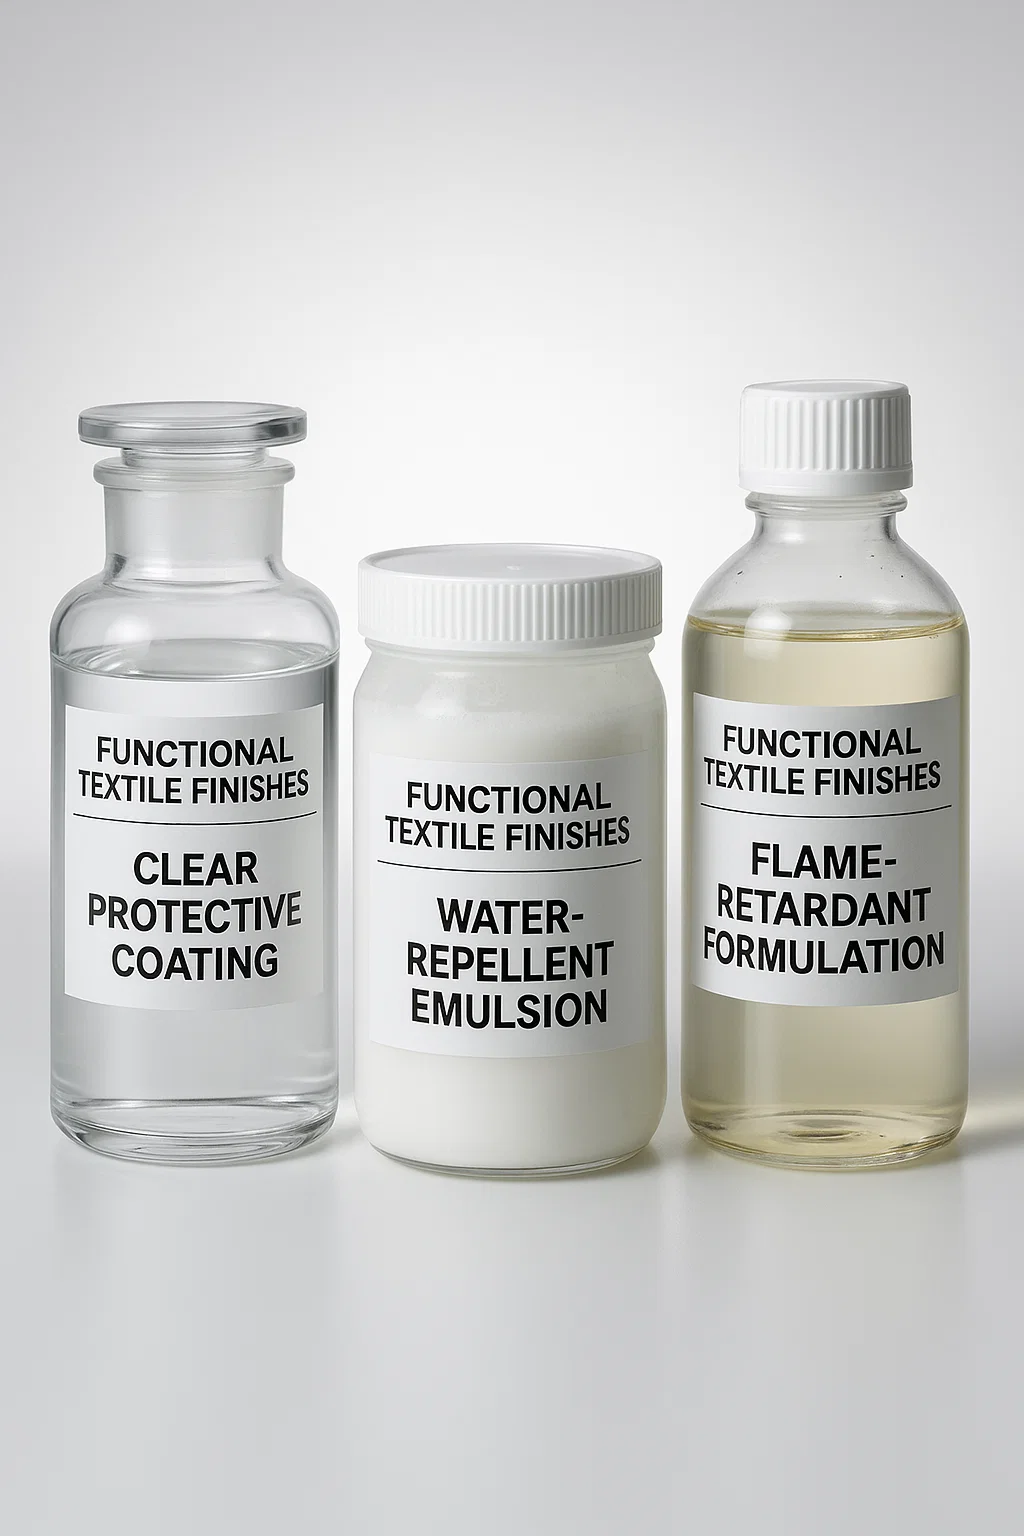 FUNCTIONAL
TEXTILE FINISHES
CLEAR
PROTECTIVE
COATING
FUNCTIONAL
TEXTILE FINISHES
WATER-
REPELLENT
EMULSION
FUNCTIONAL
TEXTILE FINISHES
FLAME-
RETARDANT
FORMULATION